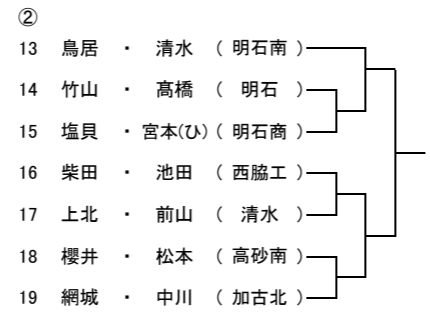 ②
13 鳥居 ・ 清水 ( 明石南 )
14 竹山 ・髙橋 ( 明石 )
15 塩貝 ・ 宮本(ひ) ( 明石商 )
16 柴田 ・ 池田 ( 西脇工 )
17 上北 ・ 前山 ( 清水 )
18 櫻井 ・ 松本 ( 高砂南 )
19 網城 ・ 中川 ( 加古北 )